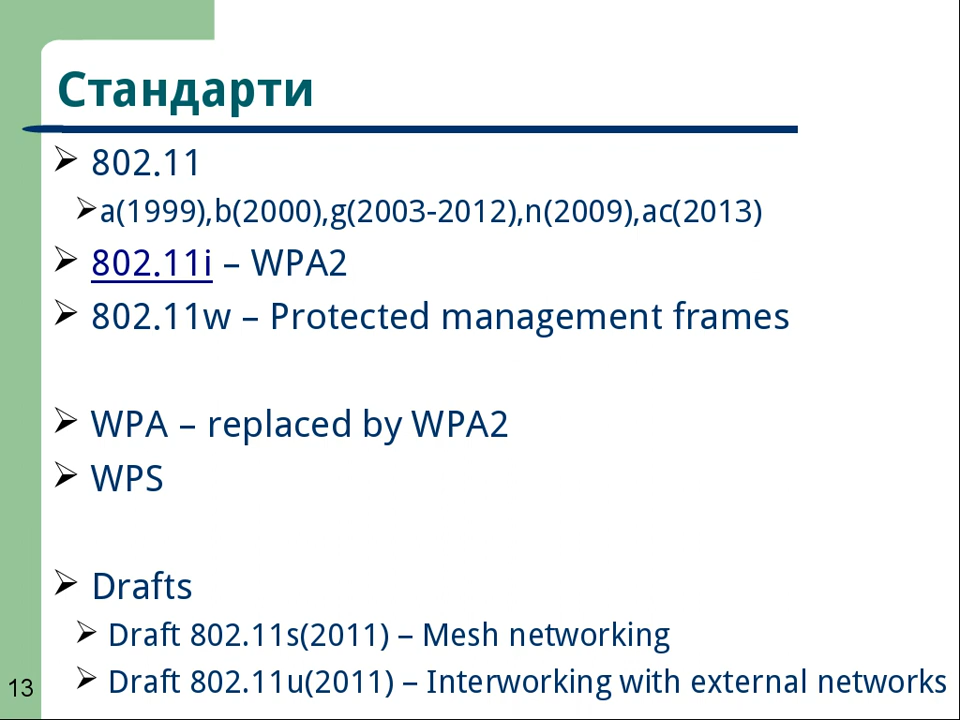 Стандарти
802.11
a(1999),b(2000),g(2003-2012),n(2009),ac(2013)
802.11i – WPA2
802.11w – Protected management frames
WPA – replaced by WPA2
WPS
Drafts
Draft 802.11s(2011) – Mesh networking
Draft 802.11u(2011) – Interworking with external networks
13